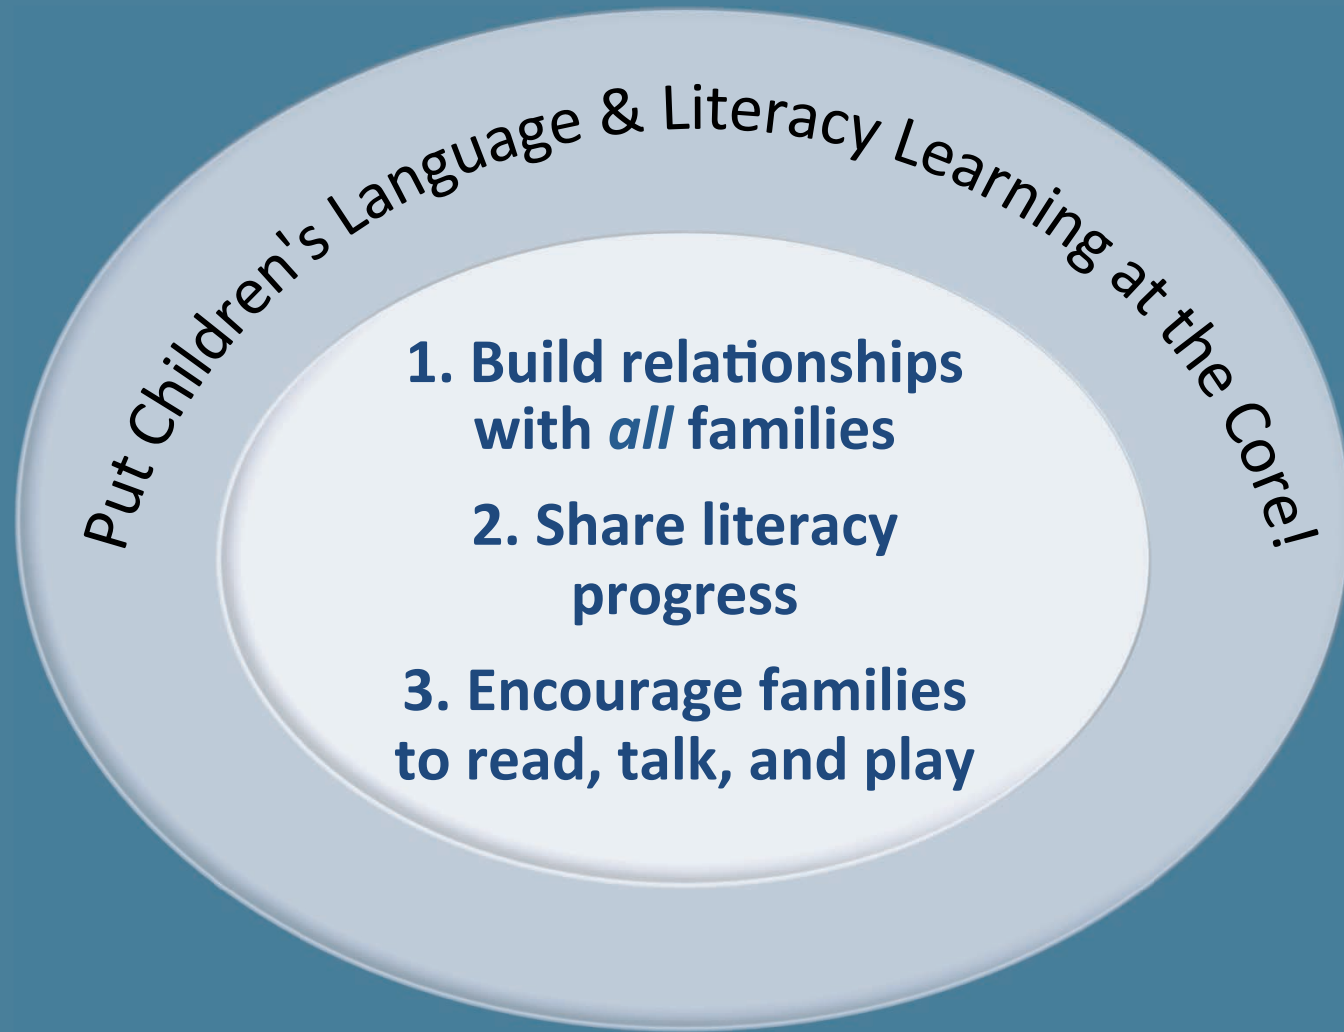 Put Children's Language & Literacy Learning at the Core!
1. Build relationships
with all families
2. Share literacy
progress
3. Encourage families
to read, talk, and play